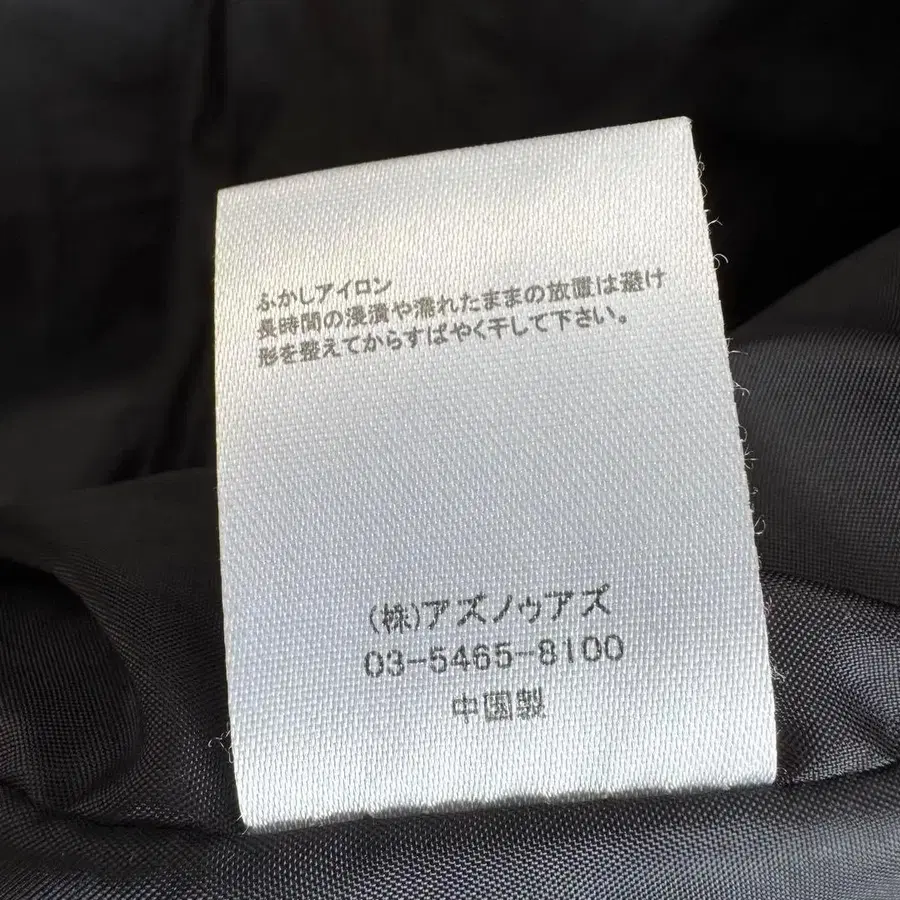 ふかしアイロン
長時間の浸漬や濡れたままの放置は避け
形を整えてからすばやく干して下さい。
(株)アズノゥアズ
03-5465-8100
中国製